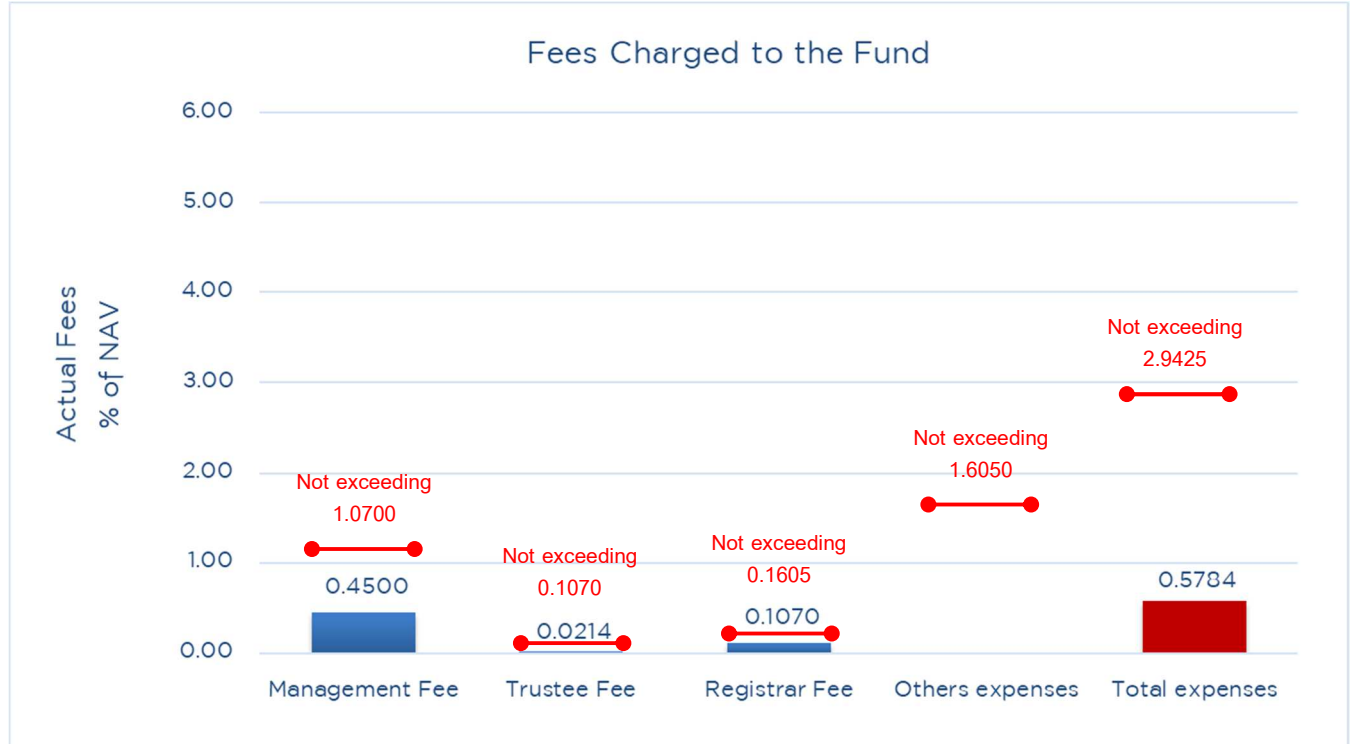 Fees Charged to the Fund
Actual Fees
% of NAV
6.00
5.00
4.00
3.00
2.00
1.00
0.00
Not exceeding
1.0700
0.4500
Not exceeding
0.1070
0.0214
Not exceeding
0.1605
0.1070
Not exceeding
1.6050
Not exceeding
2.9425
0.5784
Management Fee
Trustee Fee
Registrar Fee
Others expenses
Total expenses